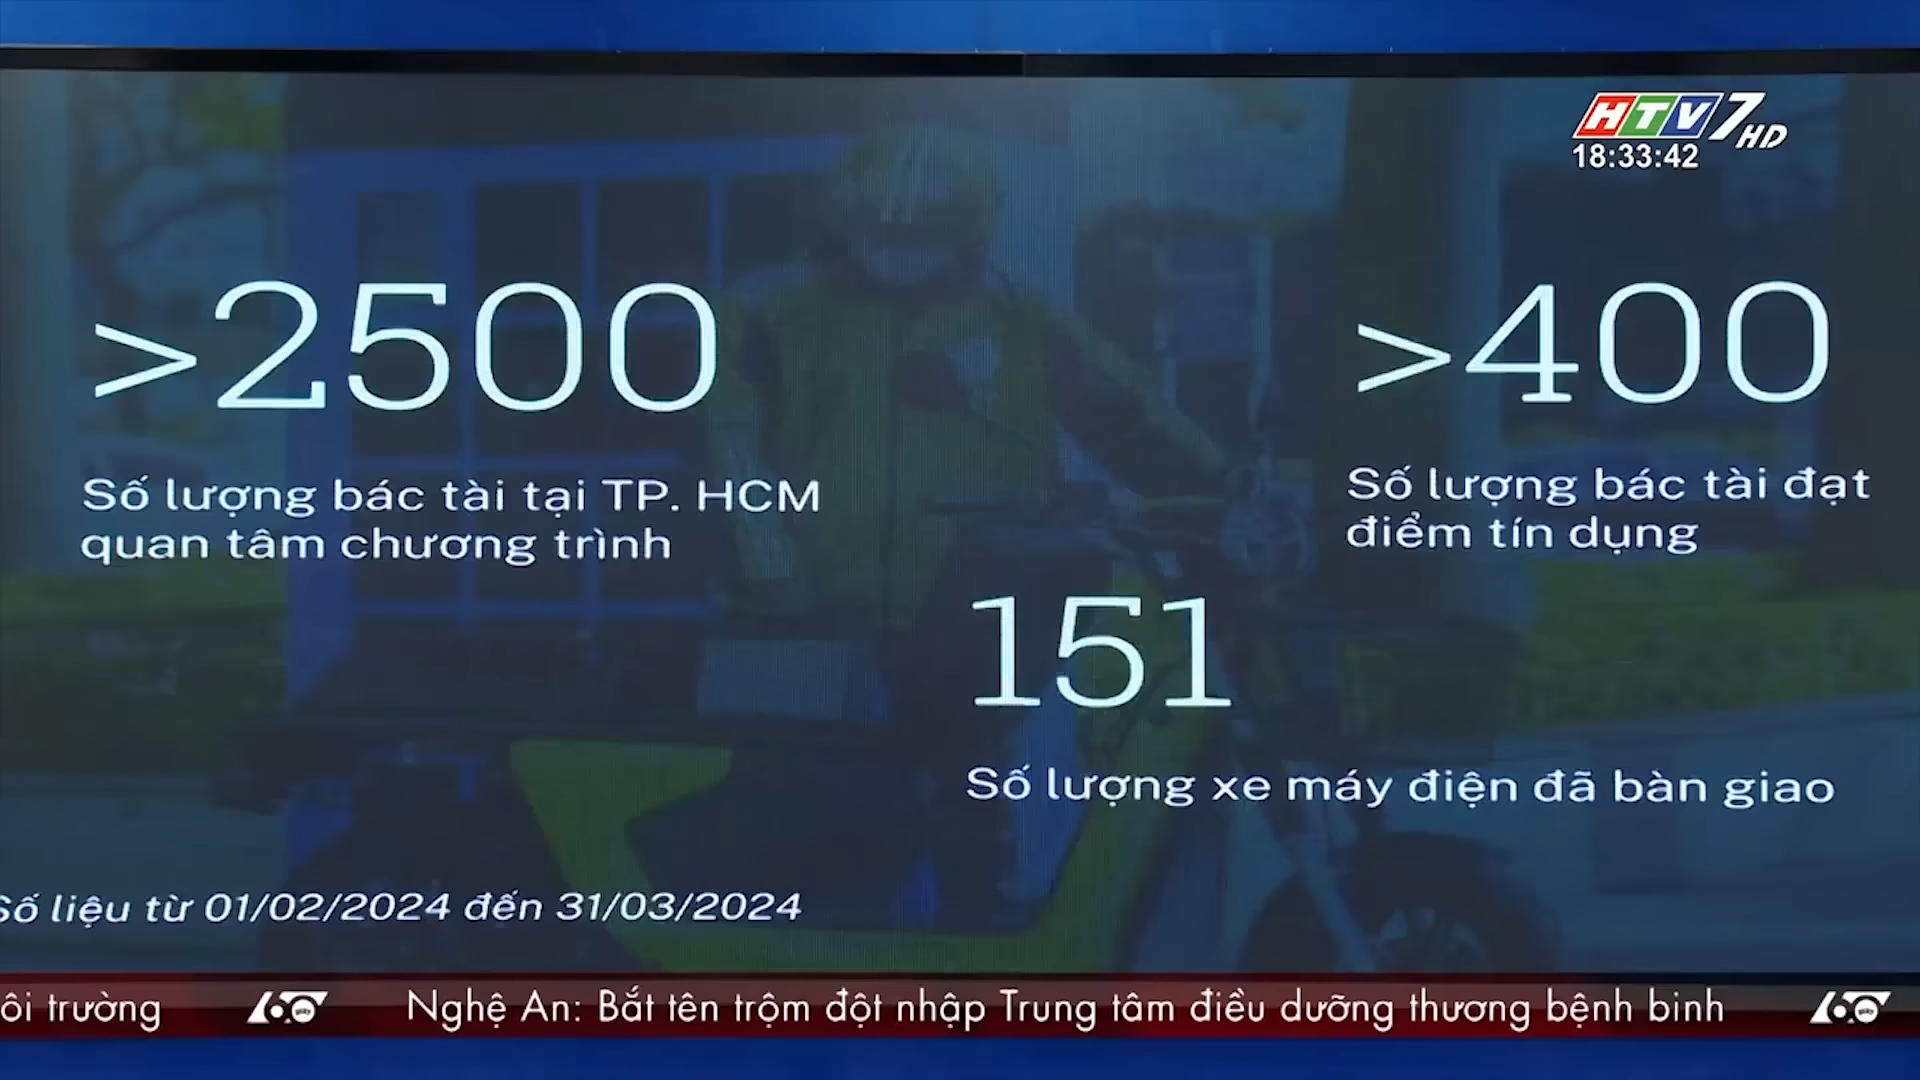 HTV7 HD
18:33:42
>2500
Số lượng bác tài tại TP. HCM
quan tâm chương trình
>400
Số lượng bác tài đạt
điểm tín dụng
151
Số lượng xe máy điện đã bàn giao
Số liệu từ 01/02/2024 đến 31/03/2024
ôi trường
60
Nghệ An: Bắt tên trộm đột nhập Trung tâm điều dưỡng thương bệnh binh
60